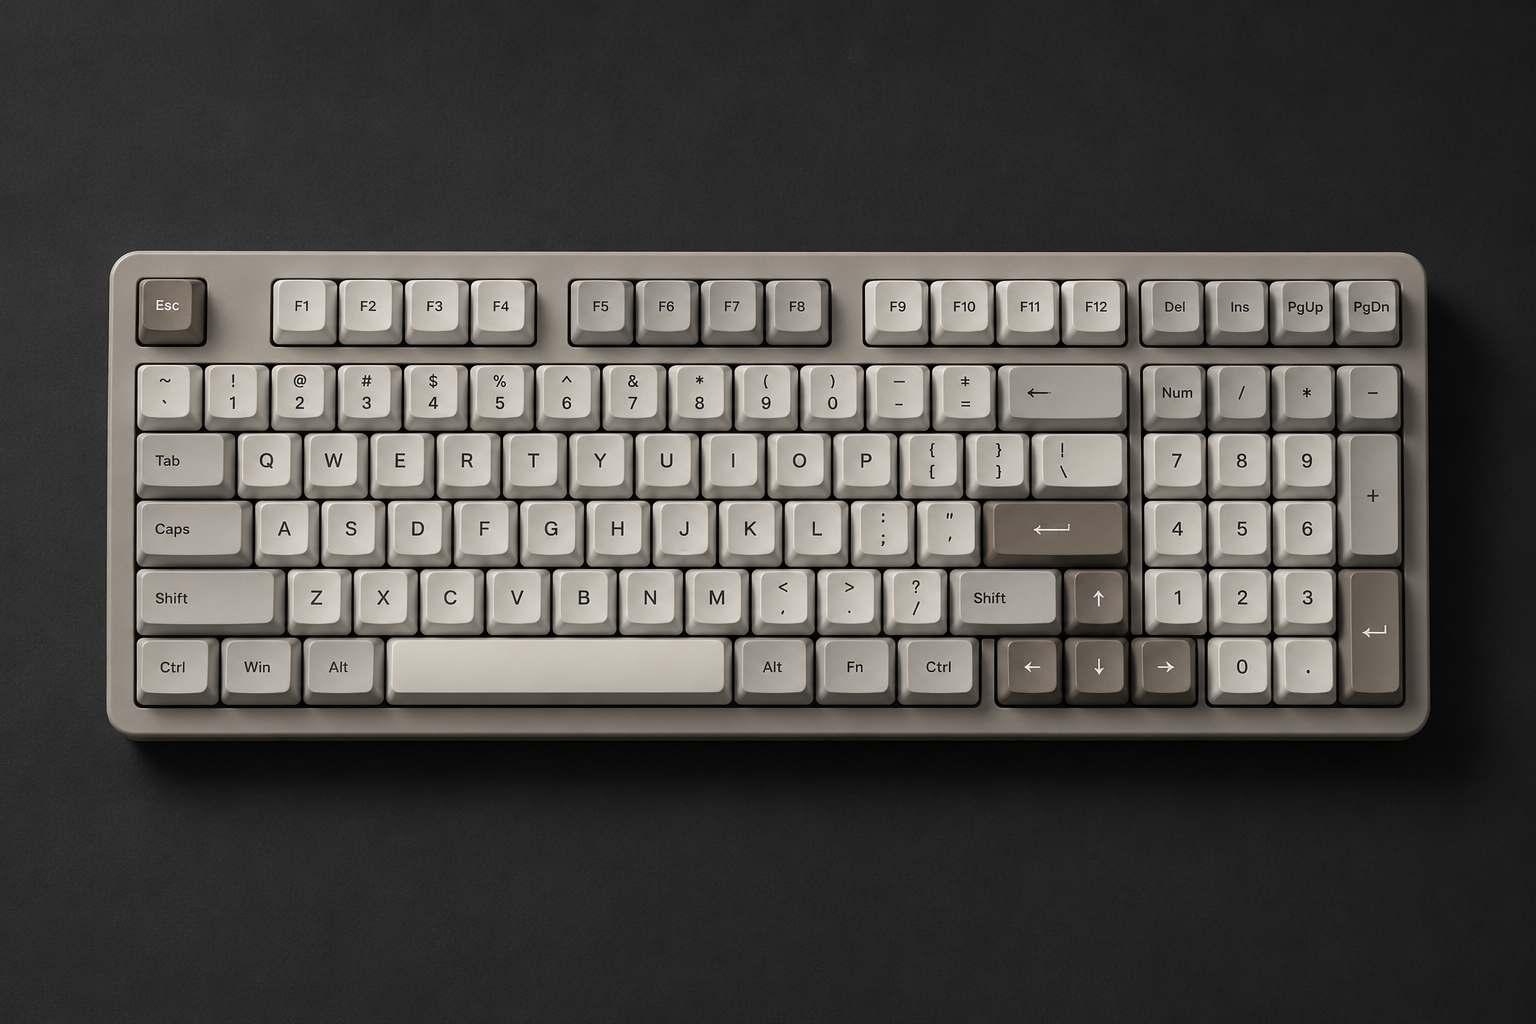 Esc F1 F2 F3 F4 F5 F6 F7 F8 F9 F10 F11 F12 Del Ins PgUp PgDn
~ ! @ # $ % ^ & * ( ) — ‡ ←
` 1 2 3 4 5 6 7 8 9 0 - = Num / * −
Tab Q W E R T Y U I O P { } ¦ 7 8 9 +
[ } \
Caps A S D F G H J K L : " ↵ 4 5 6
; ,
Shift Z X C V B N M < > ? Shift ↑ 1 2 3 ↵
, . /
Ctrl Win Alt Alt Fn Ctrl ← ↓ → 0 .